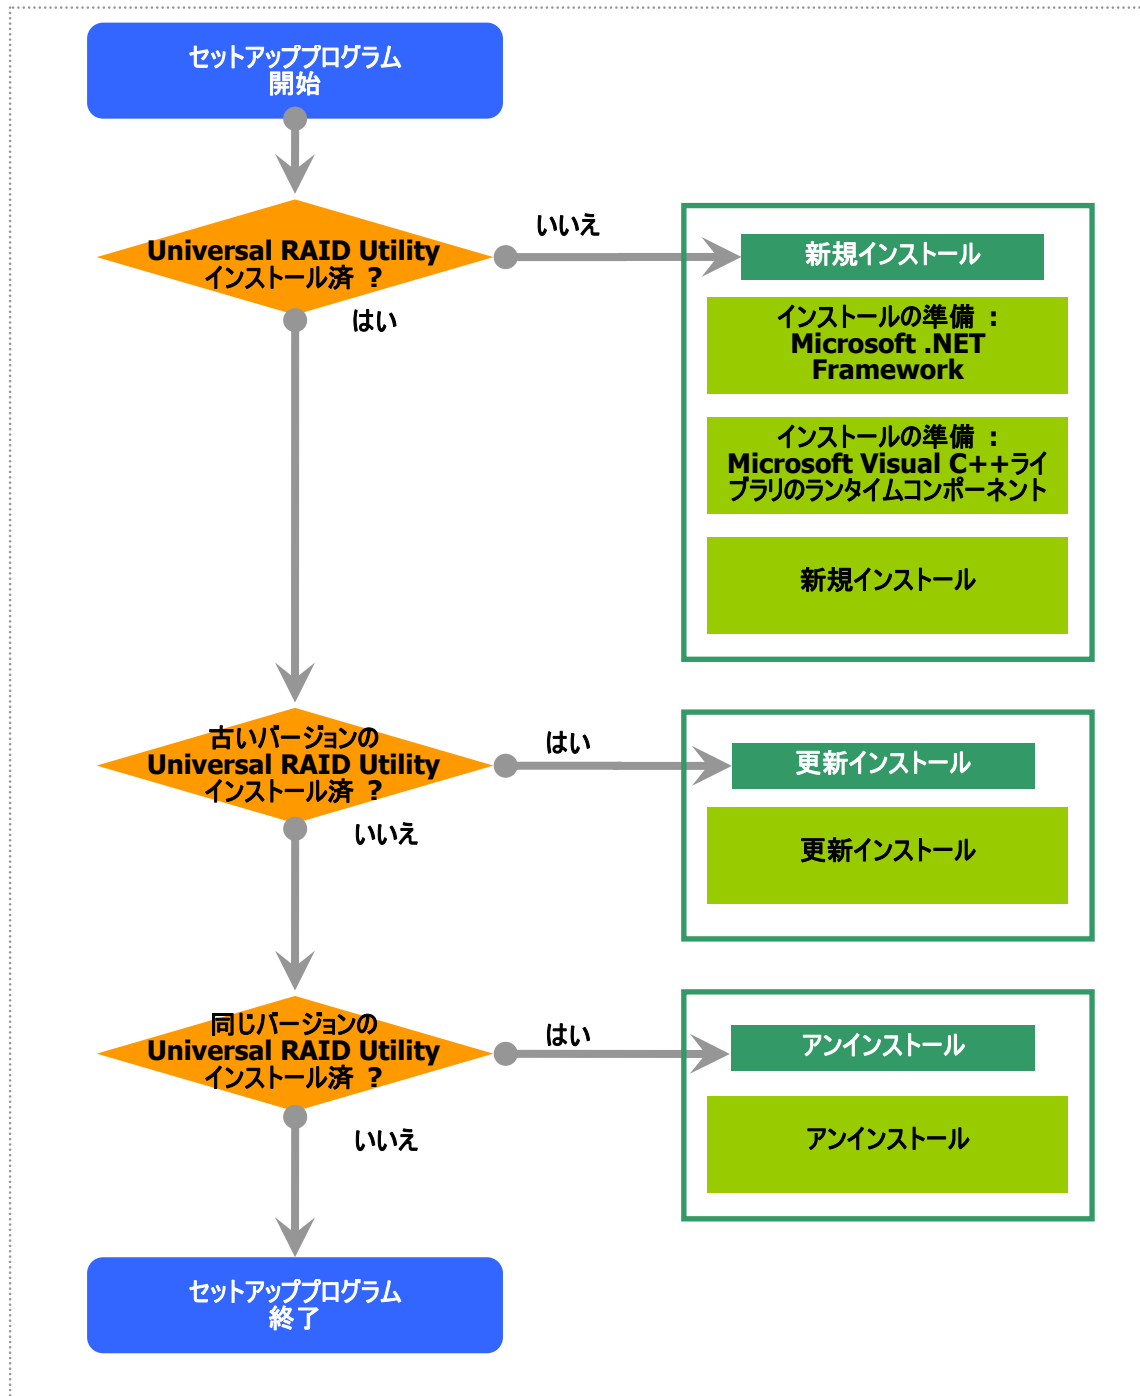 セットアッププログラム
開始
Universal RAID Utility
インストール済 ?
いいえ
はい
新規インストール
インストールの準備 :
Microsoft .NET
Framework
インストールの準備 :
Microsoft Visual C++ライ
ブラリのランタイムコンポーネント
新規インストール
古いバージョンの
Universal RAID Utility
インストール済 ?
はい
いいえ
更新インストール
更新インストール
同じバージョンの
Universal RAID Utility
インストール済 ?
はい
いいえ
アンインストール
アンインストール
セットアッププログラム
終了